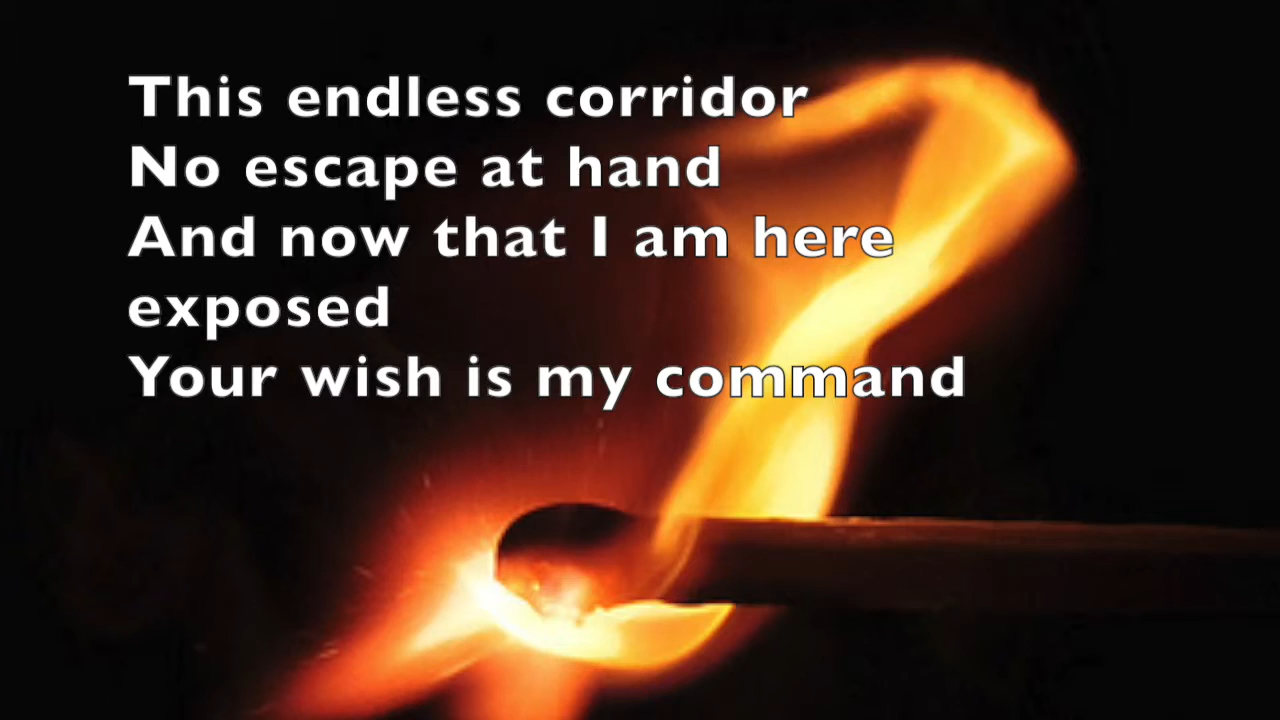 This endless corridor
No escape at hand
And now that I am here
exposed
Your wish is my command